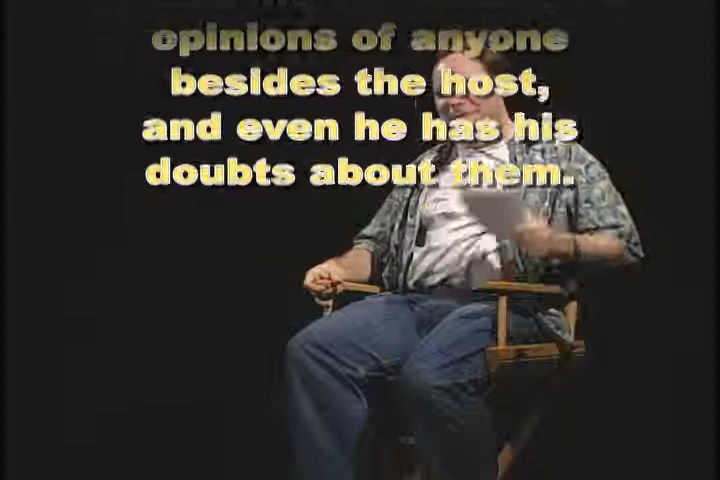 opinions of anyone
besides the host,
and even he has his
doubts about them.